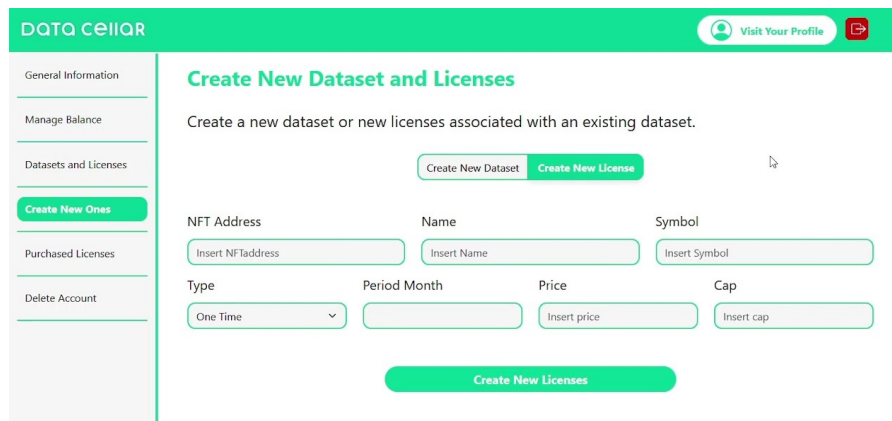 DATA CELLAR
Visit Your Profile
General Information
Manage Balance
Datasets and Licenses
Create New Ones
Purchased Licenses
Delete Account
Create New Dataset and Licenses
Create a new dataset or new licenses associated with an existing dataset.
Create New Dataset Create New License
NFT Address Name Symbol
Insert NFTaddress Insert Name Insert Symbol
Type Period Month Price Cap
One Time Insert price Insert cap
Create New Licenses